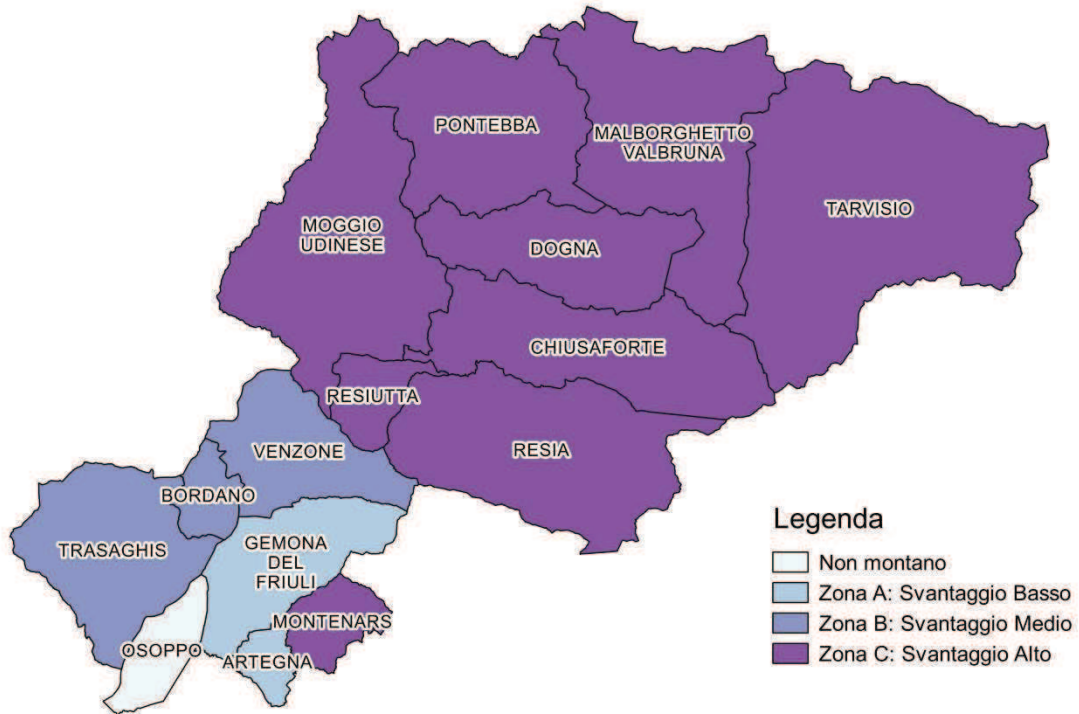 PONTEBBA
MALBORGHETTO
VALBRUNA
TARVISIO
MOGGIO
UDINESE
DOGNA
CHIUSAFORTE
RESIUTTA
RESIA
VENZONE
BORDANO
TRASAGHIS
GEMONA
DEL
FRIULI
MONTENARS
OSOPPO
ARTEGNA
Legenda
Non montano
Zona A: Svantaggio Basso
Zona B: Svantaggio Medio
Zona C: Svantaggio Alto